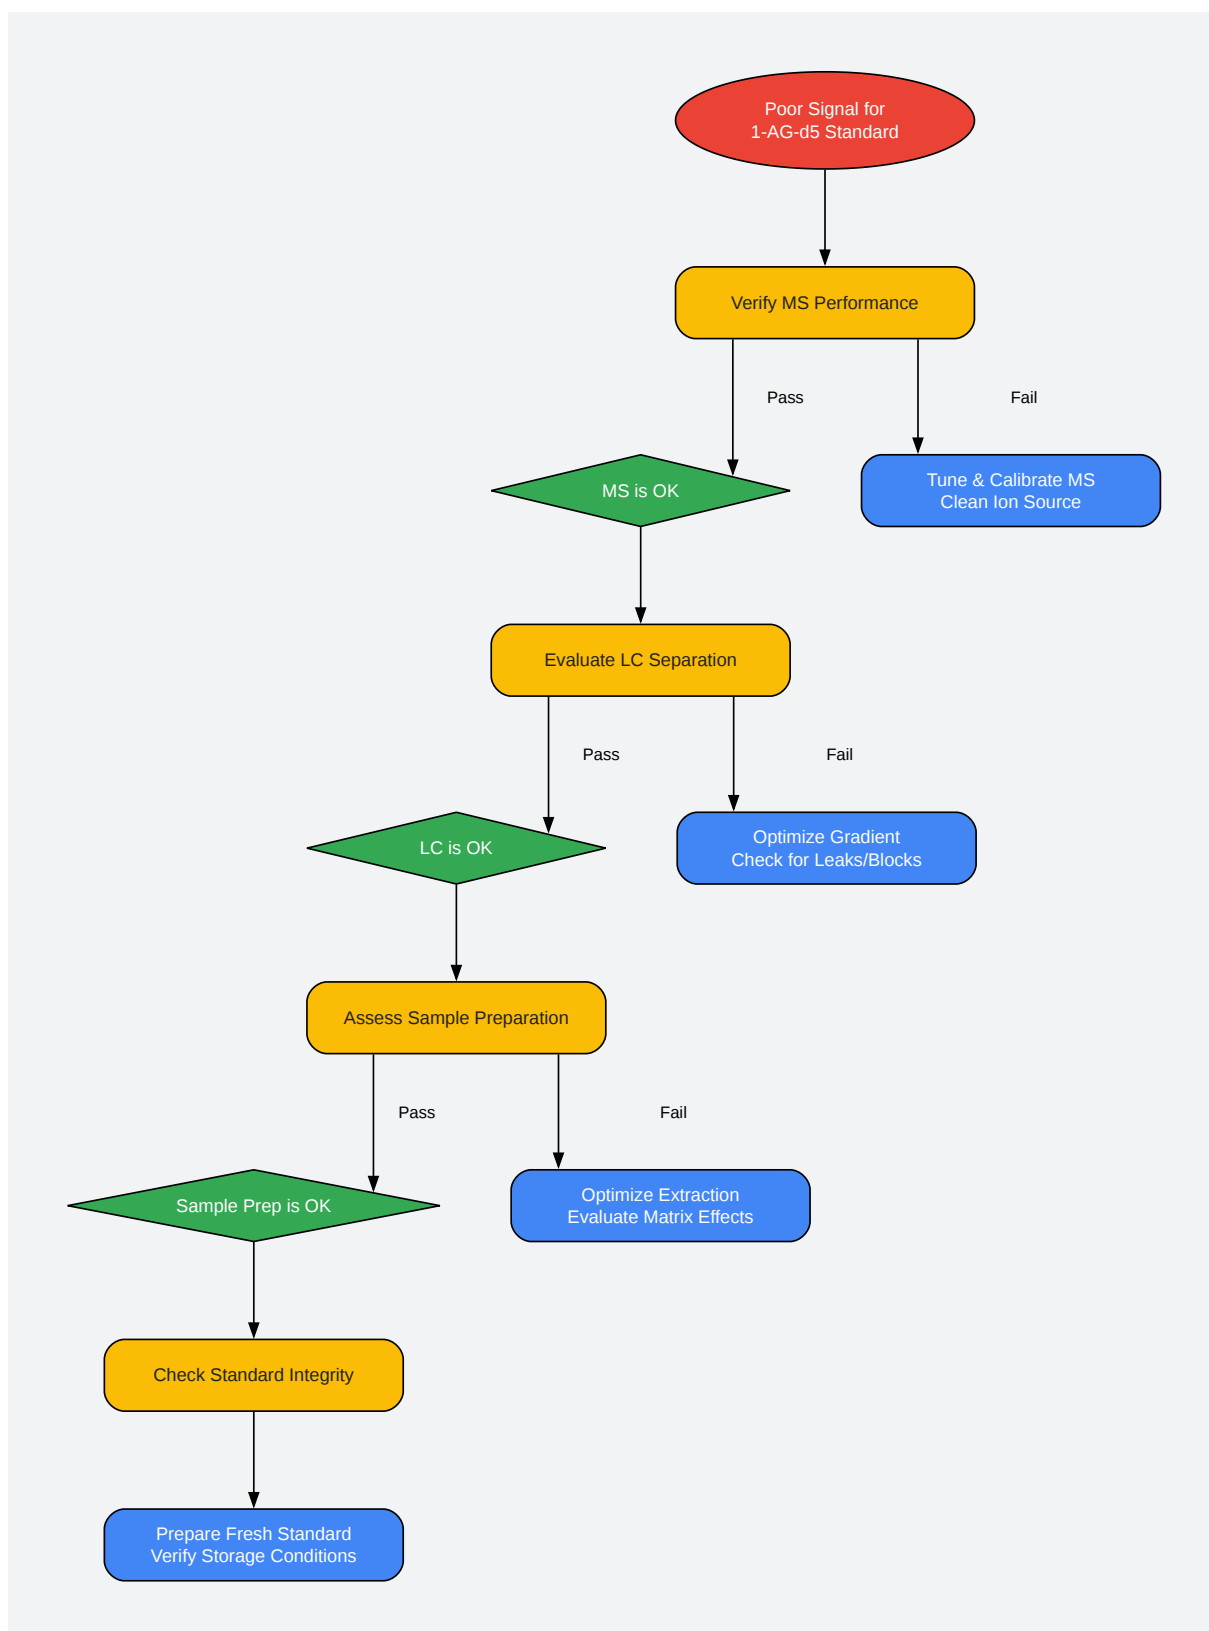 Poor Signal for
1-AG-d5 Standard
Verify MS Performance
Pass
Fail
MS is OK
Tune & Calibrate MS
Clean Ion Source
Evaluate LC Separation
Pass
Fail
LC is OK
Optimize Gradient
Check for Leaks/Blocks
Assess Sample Preparation
Pass
Fail
Sample Prep is OK
Optimize Extraction
Evaluate Matrix Effects
Check Standard Integrity
Prepare Fresh Standard
Verify Storage Conditions